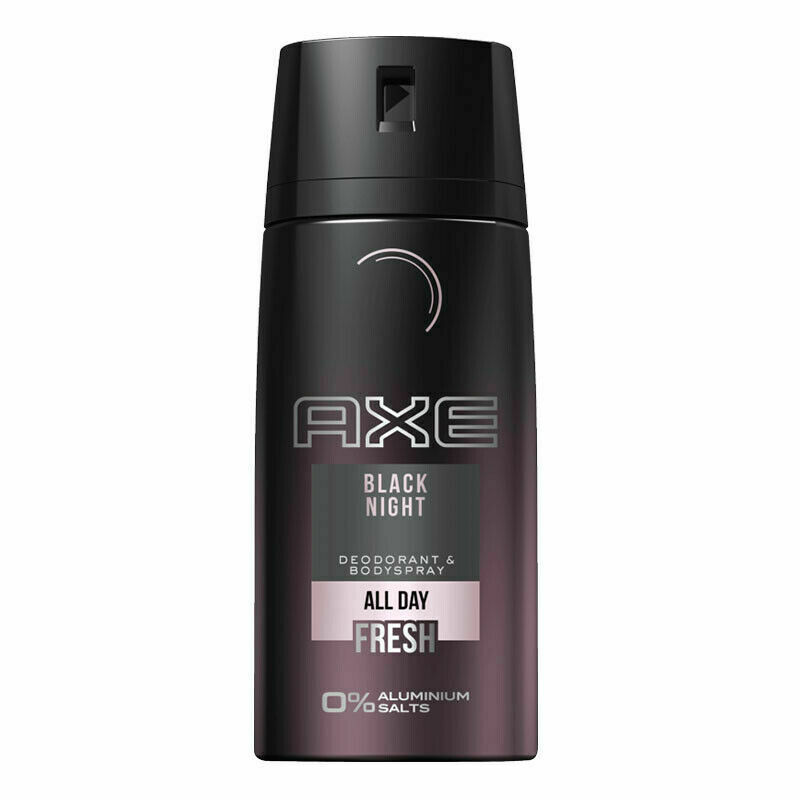 AXE
BLACK
NIGHT
DEODORANT &
BODYSPRAY
ALL DAY
FRESH
0% ALUMINIUM
SALTS